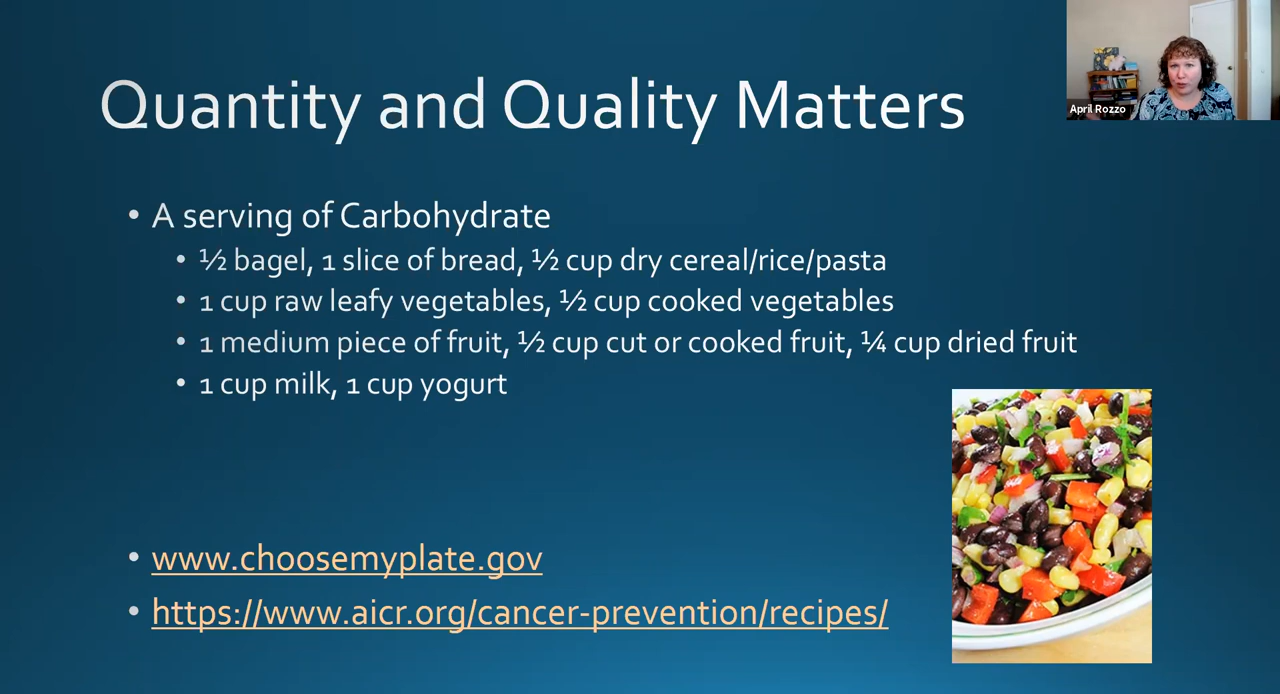 Quantity and Quality Matters
April Rozzo
• A serving of Carbohydrate
• ½ bagel, 1 slice of bread, ½ cup dry cereal/rice/pasta
• 1 cup raw leafy vegetables, ½ cup cooked vegetables
• 1 medium piece of fruit, ½ cup cut or cooked fruit, ¼ cup dried fruit
• 1 cup milk, 1 cup yogurt
• www.choosemyplate.gov
• https://www.aicr.org/cancer-prevention/recipes/